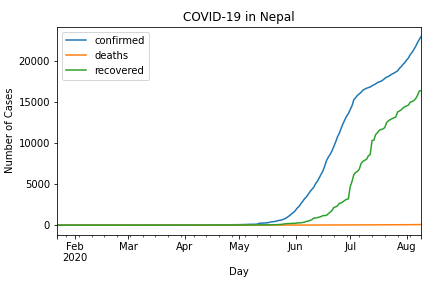 COVID-19 in Nepal
confirmed
deaths
recovered
Number of Cases
20000
15000
10000
5000
0
Feb Mar Apr May Jun Jul Aug
2020
Day